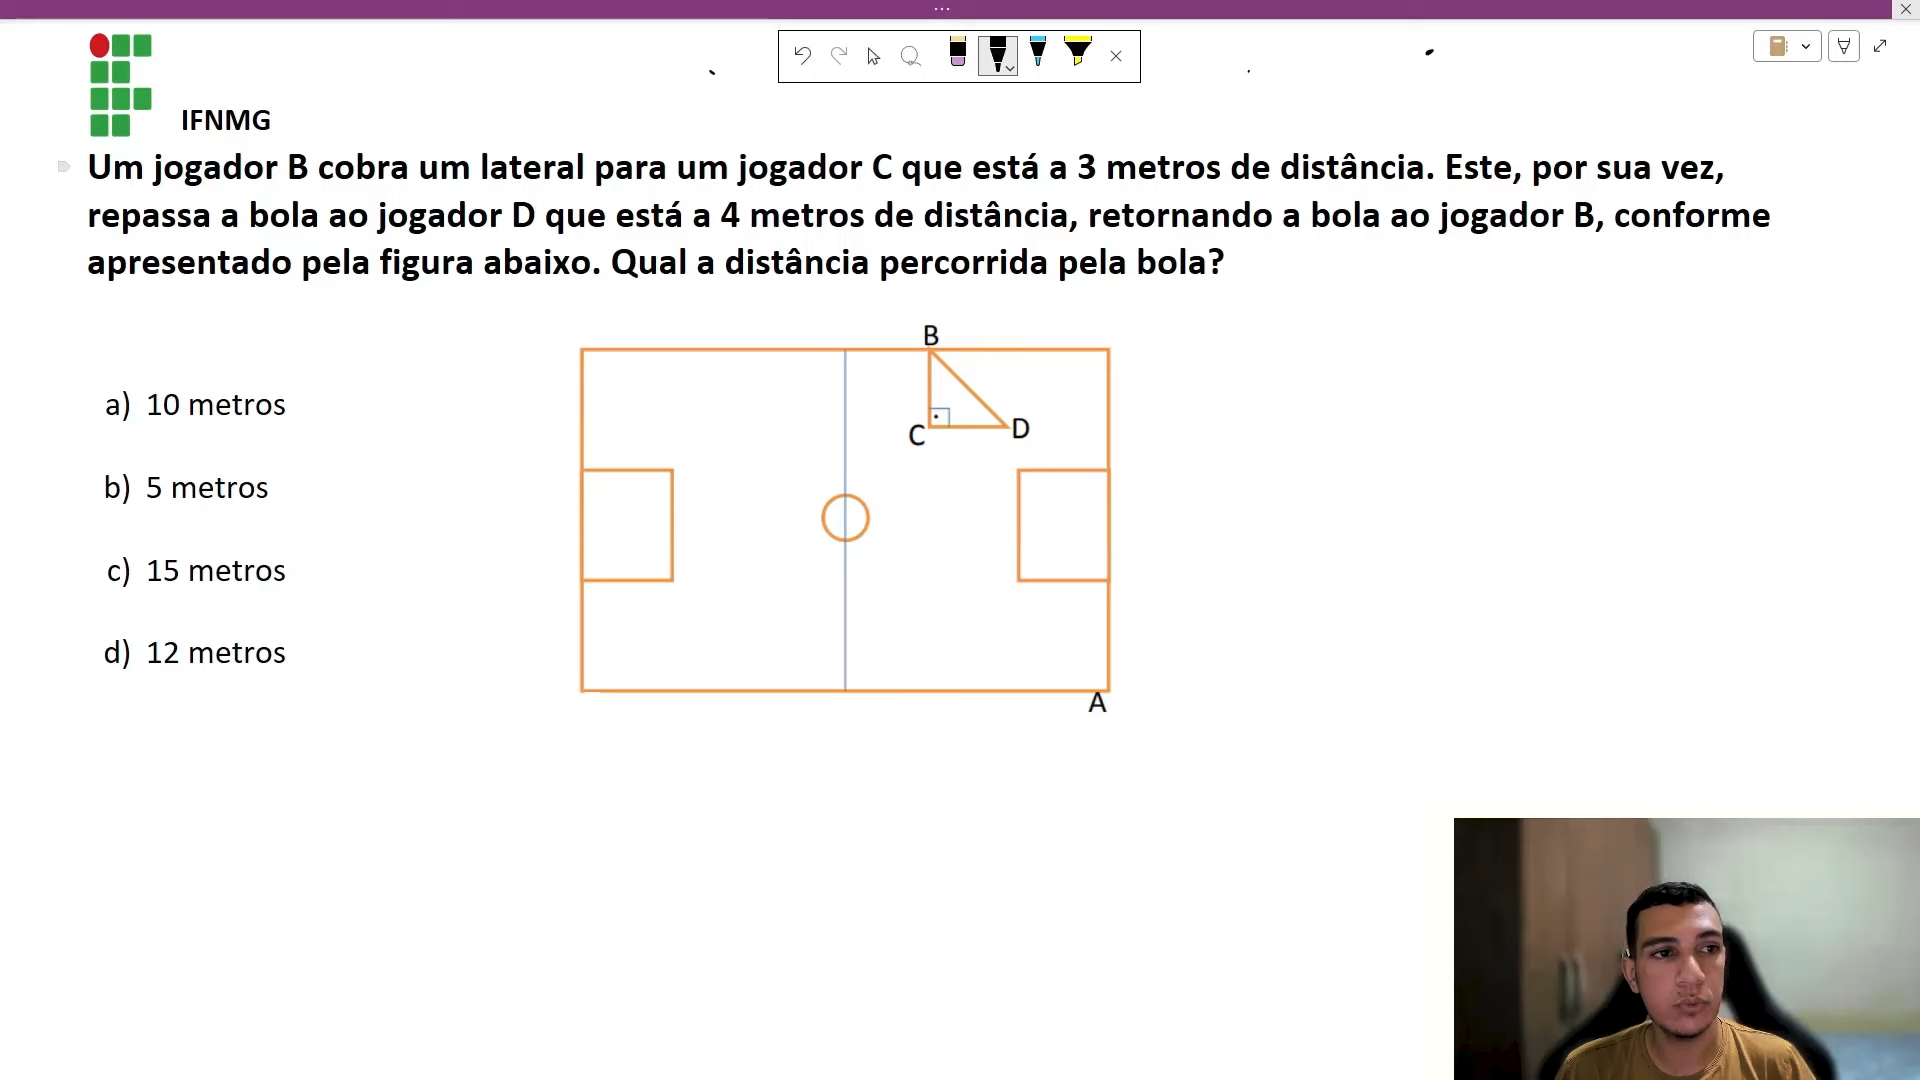 IFNMG
Um jogador B cobra um lateral para um jogador C que está a 3 metros de distância. Este, por sua vez,
repassa a bola ao jogador D que está a 4 metros de distância, retornando a bola ao jogador B, conforme
apresentado pela figura abaixo. Qual a distância percorrida pela bola?
B
a) 10 metros
C
D
b) 5 metros
c) 15 metros
d) 12 metros
A